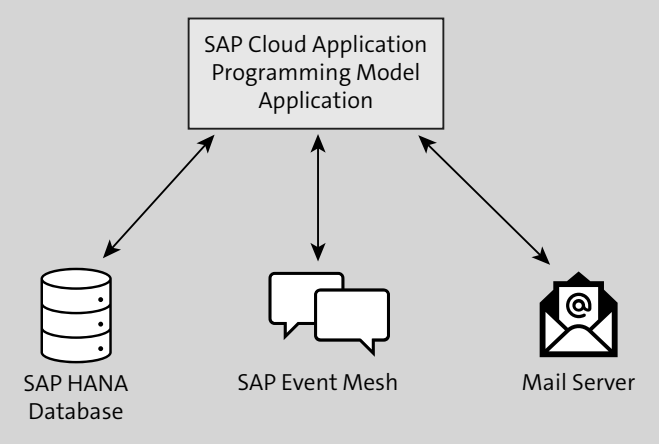 SAP Cloud Application
Programming Model
Application
@
SAP HANA
Database
SAP Event Mesh
Mail Server